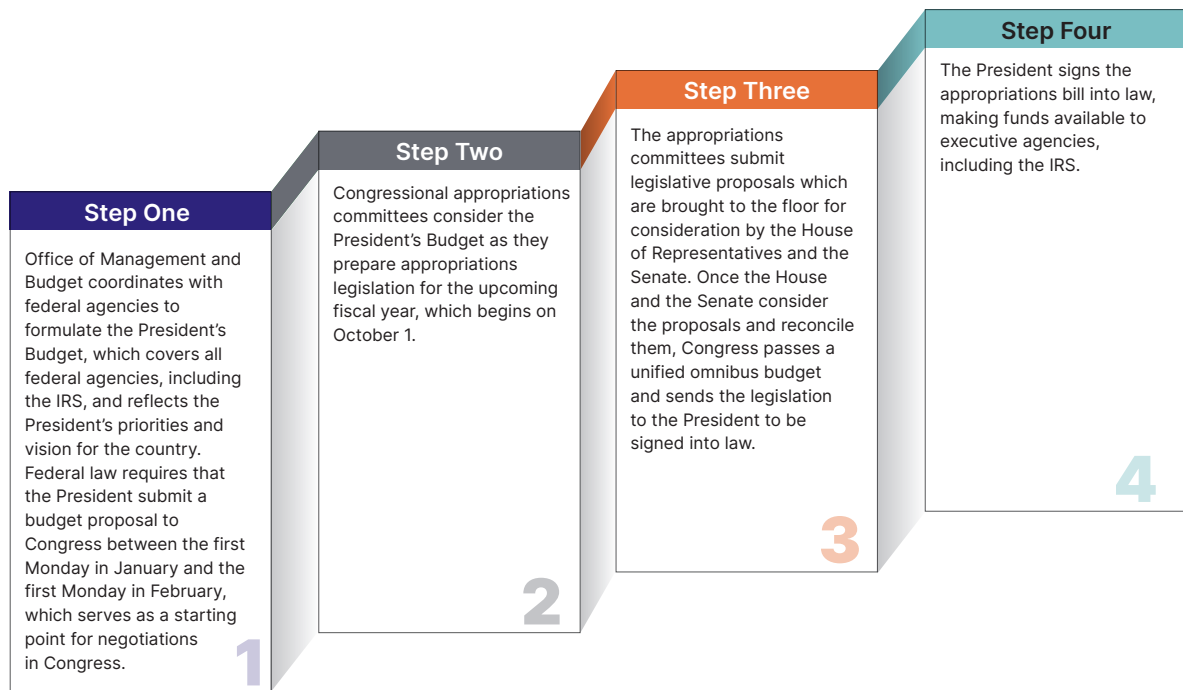 Step One
Office of Management and
Budget coordinates with
federal agencies to
formulate the President’s
Budget, which covers all
federal agencies, including
the IRS, and reflects the
President’s priorities and
vision for the country.
Federal law requires that
the President submit a
budget proposal to
Congress between the first
Monday in January and the
first Monday in February,
which serves as a starting
point for negotiations
in Congress.
1
Step Two
Congressional appropriations
committees consider the
President’s Budget as they
prepare appropriations
legislation for the upcoming
fiscal year, which begins on
October 1.
2
Step Three
The appropriations
committees submit
legislative proposals which
are brought to the floor for
consideration by the House
of Representatives and the
Senate. Once the House
and the Senate consider
the proposals and reconcile
them, Congress passes a
unified omnibus budget
and sends the legislation
to the President to be
signed into law.
3
Step Four
The President signs the
appropriations bill into law,
making funds available to
executive agencies,
including the IRS.
4